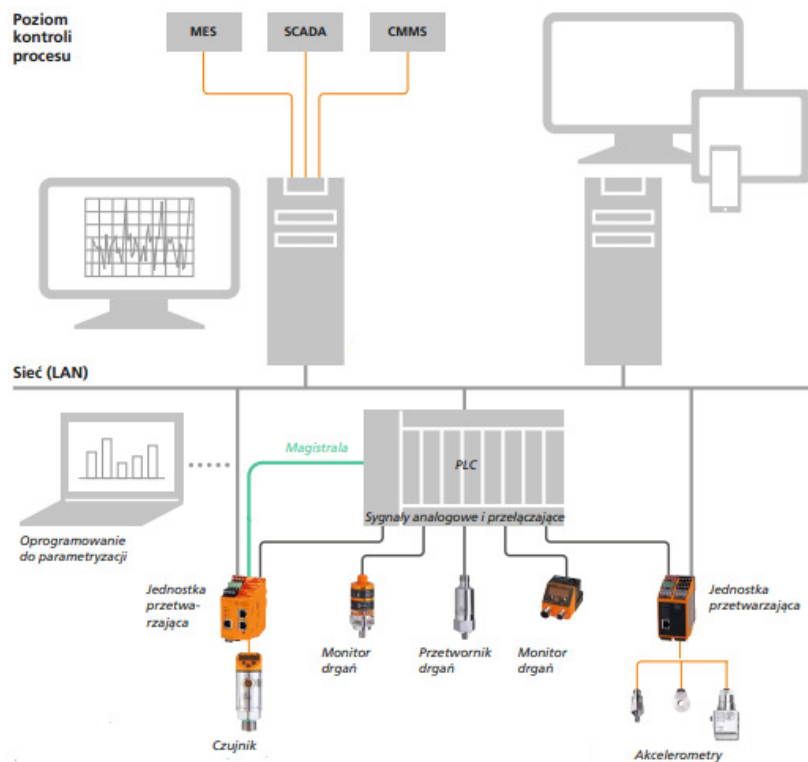 Poziom
kontroli
procesu
MES
SCADA
CMMS
Sieć (LAN)
Magistrala
PLC
Sygnały analogowe i przełączające
Oprogramowanie
do parametryzacji
Jednostka
przetwa-
rzająca
Monitor
drgań
Przetwornik
drgań
Monitor
drgań
Jednostka
przetwarzająca
Czujnik
Akcelerometry